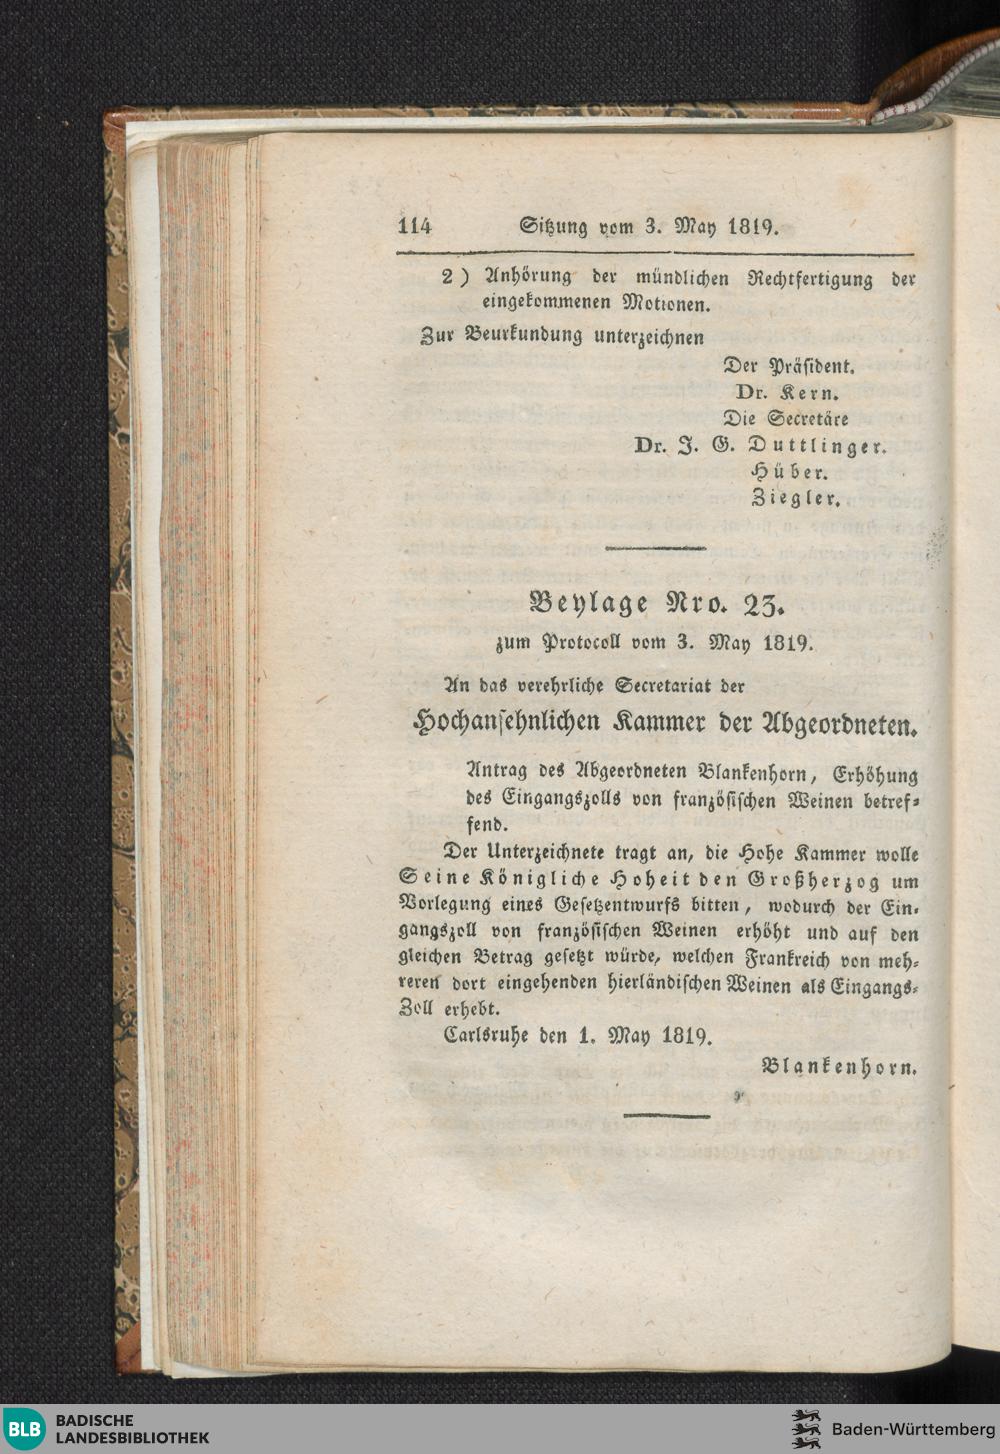 114 Sitzung vom 3. May 1819.
2) Anhörung der mündlichen Rechtfertigung der
eingekommenen Motionen.
Zur Beurkundung unterzeichnen
Der Präsident.
Dr. Kern.
Die Secretäre
Dr. J. G. Duttlinger.
Hüber.
Ziegler.
Beylage Nro. 23.
zum Protocoll vom 3. May 1819.
An das verehrliche Secretariat der
Hochansehnlichen Kammer der Abgeordneten.
Antrag des Abgeordneten Blankenhorn, Erhöhung
des Eingangszolls von französischen Weinen betref-
fend.
Der Unterzeichnete tragt an, die Hohe Kammer wolle
Seine Königliche Hoheit den Großherzog um
Vorlegung eines Gesetzentwurfs bitten, wodurch der Ein-
gangszoll von französischen Weinen erhöht und auf den
gleichen Betrag gesetzt würde, welchen Frankreich von meh-
reren dort eingehenden hierländischen Weinen als Eingangs-
Zoll erhebt.
Carlsruhe den 1. May 1819.
Blankenhorn.
BLB BADISCHE
LANDESBIBLIOTHEK
Baden-Württemberg